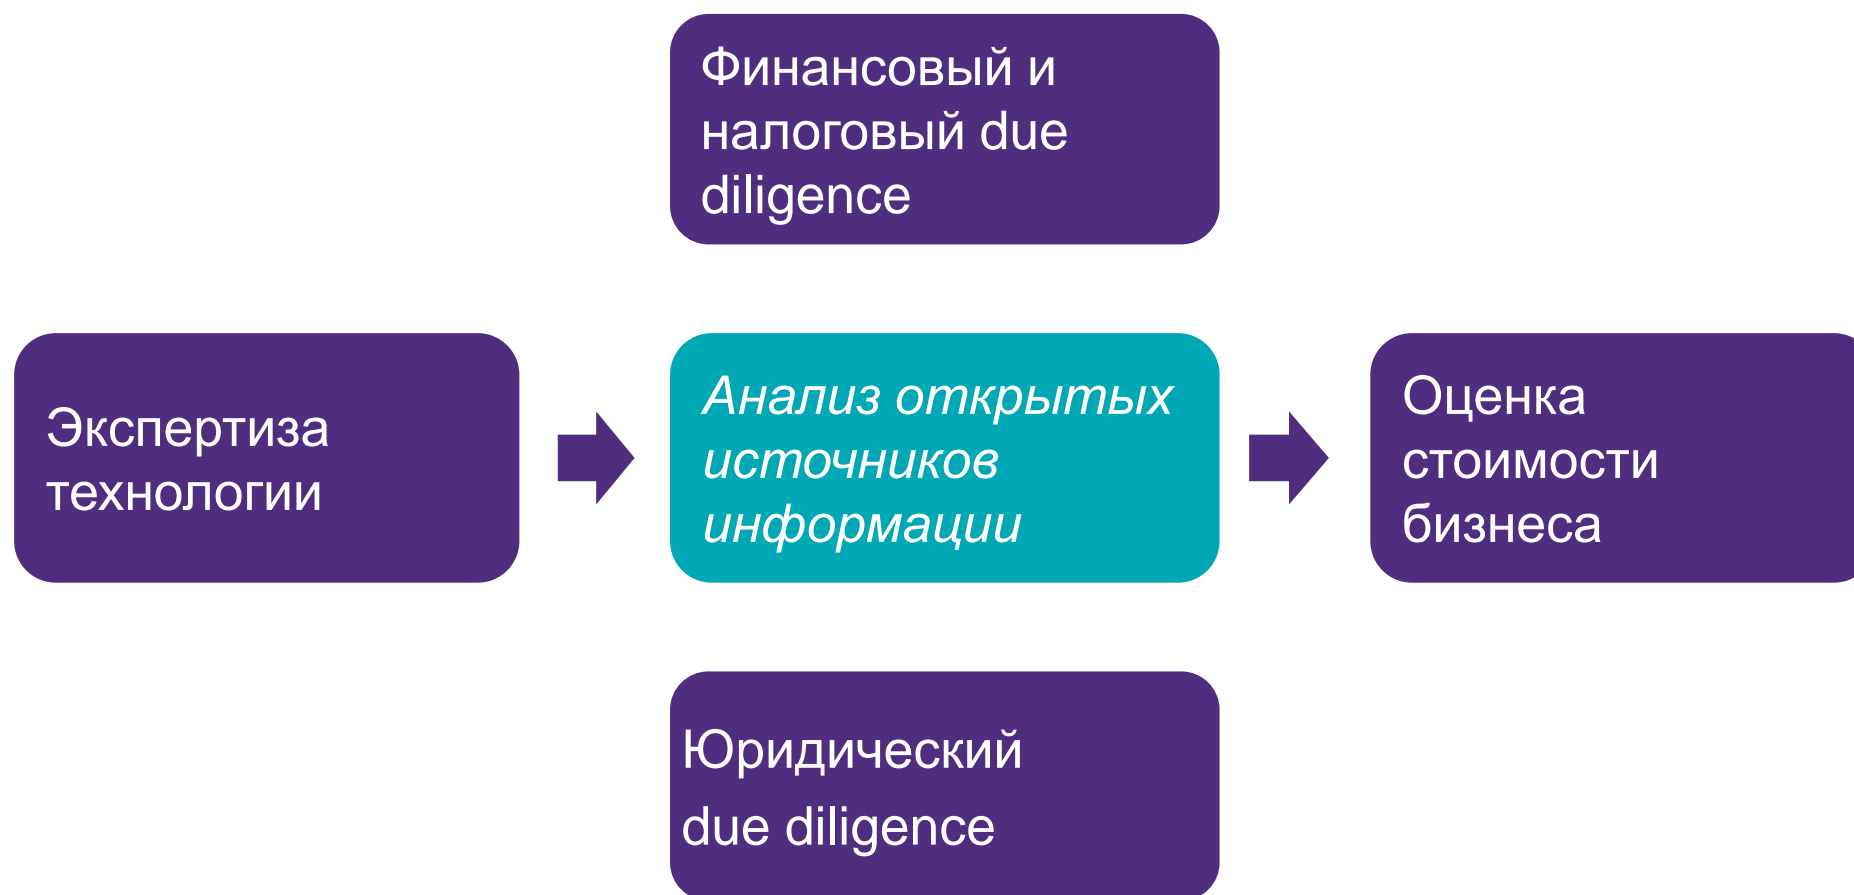 Финансовый и
налоговый due
diligence
Экспертиза
технологии
Анализ открытых
источников
информации
Оценка
стоимости
бизнеса
Юридический
due diligence